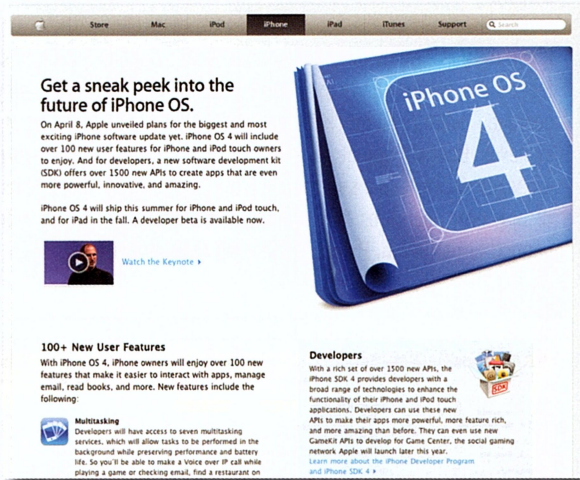 Store Mac iPod iPhone iPad iTunes Support Search
Get a sneak peek into the
future of iPhone OS.
On April 8, Apple unveiled plans for the biggest and most
exciting iPhone software update yet. iPhone OS 4 will include
over 100 new user features for iPhone and iPod touch owners
to enjoy. And for developers, a new software development kit
(SDK) offers over 1500 new APIs to create apps that are even
more powerful, innovative, and amazing.
iPhone OS 4 will ship this summer for iPhone and iPod touch,
and for iPad in the fall. A developer beta is available now.
Watch the Keynote
iPhone OS
4
100+ New User Features
With iPhone OS 4, iPhone owners will enjoy over 100 new
features that make it easier to interact with apps, manage
email, read books, and more. New features include the
following:
Multitasking
Developers will have access to seven multitasking
services, which will allow tasks to be performed in the
background while preserving performance and battery
life. So you'll be able to make a Voice over IP call while
playing a game or checking email, find a restaurant on
Developers
With a rich set of over 1500 new APIs, the
iPhone SDK 4 provides developers with a
broad range of technologies to enhance the
functionality of their iPhone and iPod touch
applications. Developers can use these new
APIs to make their apps more powerful, more feature rich,
and more amazing than before. They can even use new
GameKit APIs to develop for Game Center, the social gaming
network Apple will launch later this year.
Learn more about the iPhone Developer Program
and iPhone SDK 4
SDK